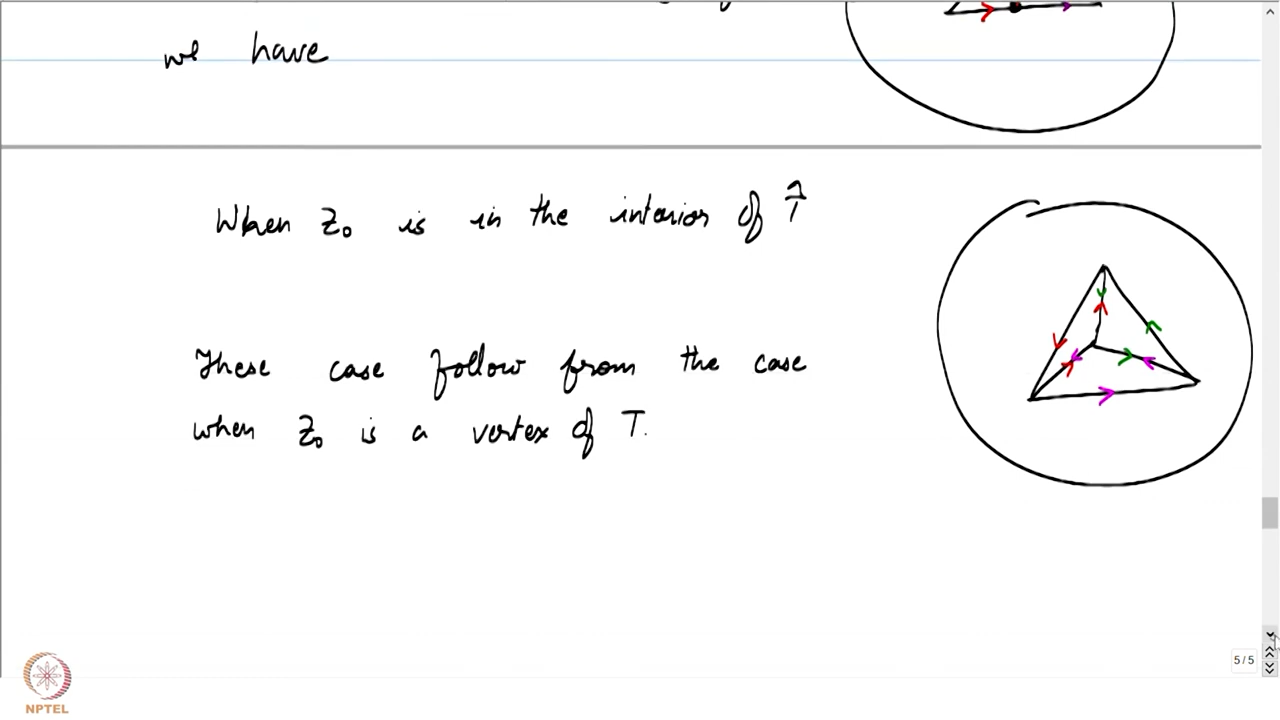 we have
When z₀ is in the interior of T̂
These case follow from the case
when z₀ is a vertex of T.
5 / 5
NPTEL